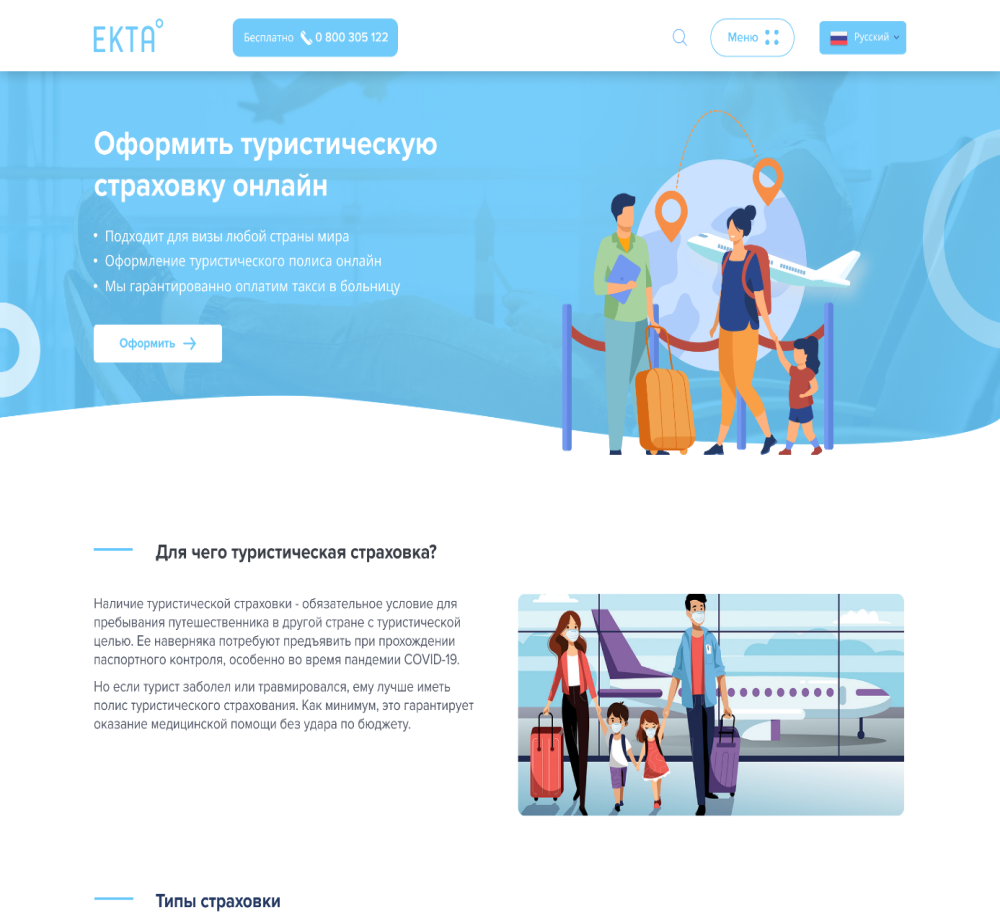 EKTA°
Бесплатно 0 800 305 122
Меню
Русский
Оформить туристическую
страховку онлайн
• Подходит для визы любой страны мира
• Оформление туристического полиса онлайн
• Мы гарантированно оплатим такси в больницу
Оформить →
Для чего туристическая страховка?
Наличие туристической страховки - обязательное условие для
пребывания путешественника в другой стране с туристической
целью. Ее наверняка потребуют предъявить при прохождении
паспортного контроля, особенно во время пандемии COVID-19.
Но если турист заболел или травмировался, ему лучше иметь
полис туристического страхования. Как минимум, это гарантирует
оказание медицинской помощи без удара по бюджету.
Типы страховки